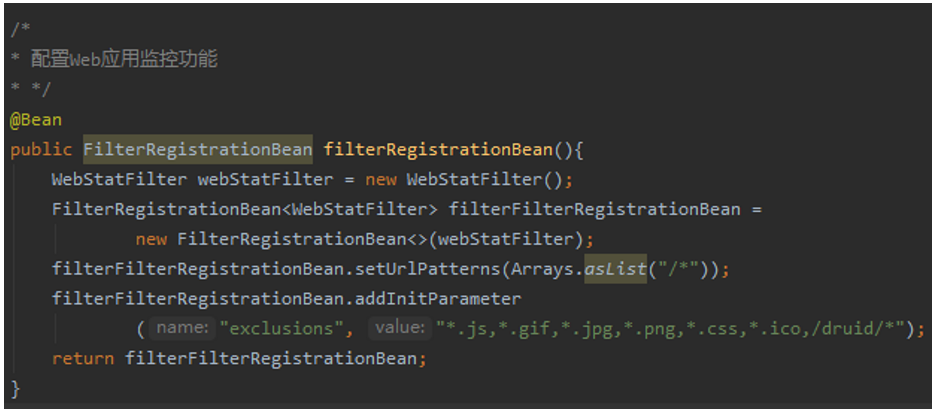 /*
* 配置Web应用监控功能
* */
@Bean
public FilterRegistrationBean filterRegistrationBean(){
    WebStatFilter webStatFilter = new WebStatFilter();
    FilterRegistrationBean<WebStatFilter> filterFilterRegistrationBean =
            new FilterRegistrationBean<>(webStatFilter);
    filterFilterRegistrationBean.setUrlPatterns(Arrays.asList("/*"));
    filterFilterRegistrationBean.addInitParameter
            ( name: "exclusions", value: "*.js,*.gif,*.jpg,*.png,*.css,*.ico,/druid/*");
    return filterFilterRegistrationBean;
}